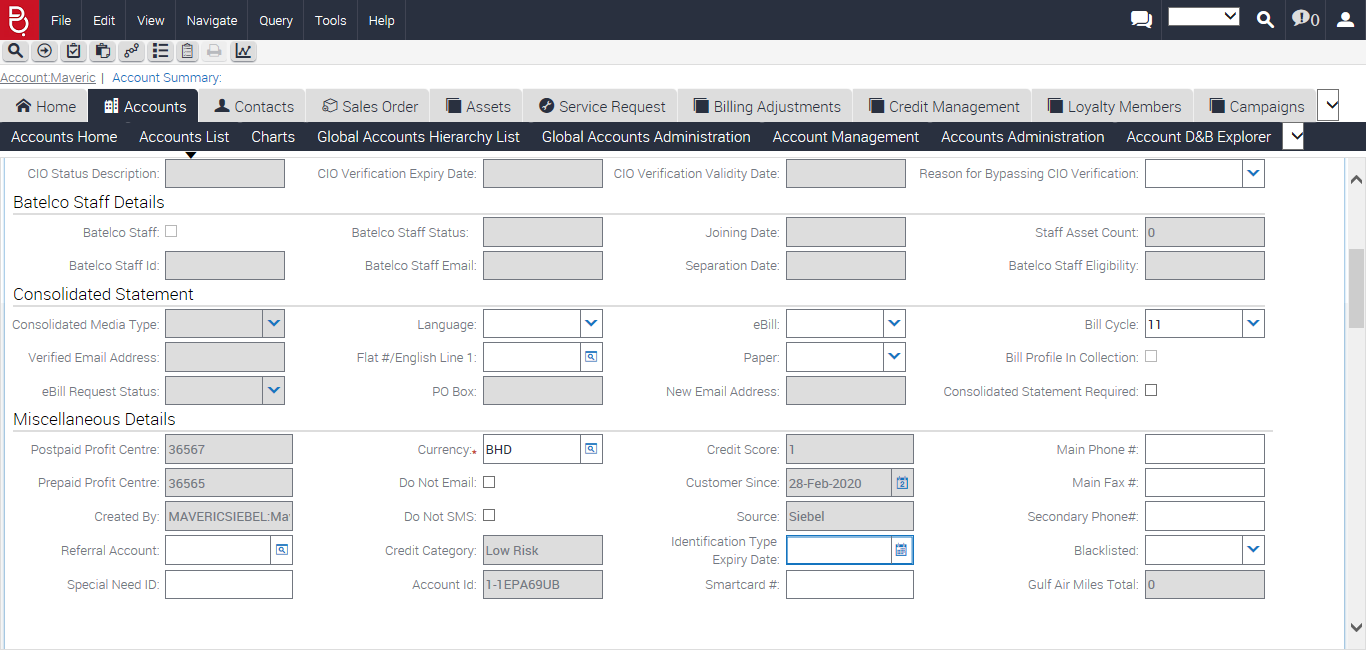 File Edit View Navigate Query Tools Help 0
Account:Maveric | Account Summary:
Home Accounts Contacts Sales Order Assets Service Request Billing Adjustments Credit Management Loyalty Members Campaigns
Accounts Home Accounts List Charts Global Accounts Hierarchy List Global Accounts Administration Account Management Accounts Administration Account D&B Explorer
CIO Status Description: CIO Verification Expiry Date: CIO Verification Validity Date: Reason for Bypassing CIO Verification:
Batelco Staff Details
Batelco Staff: Batelco Staff Status: Joining Date: Staff Asset Count: 0
Batelco Staff Id: Batelco Staff Email: Separation Date: Batelco Staff Eligibility:
Consolidated Statement
Consolidated Media Type: Language: eBill: Bill Cycle: 11
Verified Email Address: Flat #/English Line 1: Paper: Bill Profile In Collection:
eBill Request Status: PO Box: New Email Address: Consolidated Statement Required:
Miscellaneous Details
Postpaid Profit Centre: 36567 Currency:* BHD Credit Score: 1 Main Phone #:
Prepaid Profit Centre: 36565 Do Not Email: Customer Since: 28-Feb-2020 2 Main Fax #:
Created By: MAVERICSIEBEL:Ma Do Not SMS: Source: Siebel Secondary Phone#:
Referral Account: Credit Category: Low Risk Identification Type
Expiry Date: Blacklisted:
Special Need ID: Account Id: 1-1EPA69UB Smartcard #: Gulf Air Miles Total: 0